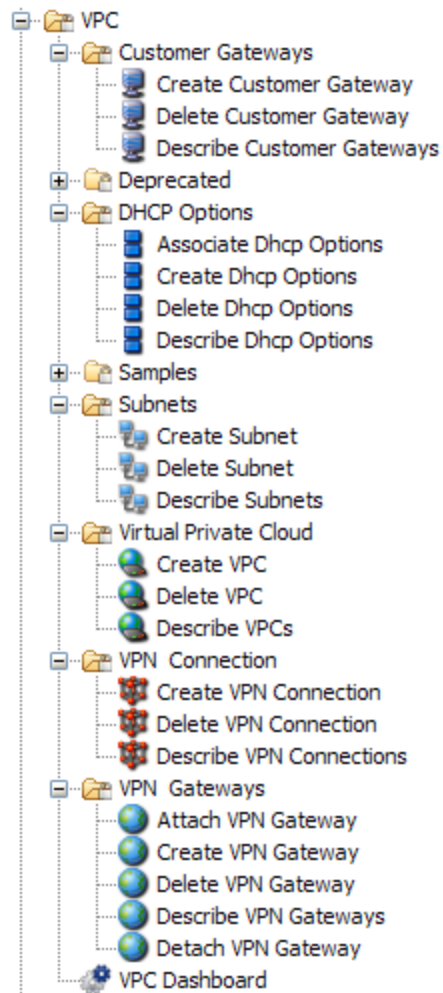 VPC
Customer Gateways
Create Customer Gateway
Delete Customer Gateway
Describe Customer Gateways
Deprecated
DHCP Options
Associate Dhcp Options
Create Dhcp Options
Delete Dhcp Options
Describe Dhcp Options
Samples
Subnets
Create Subnet
Delete Subnet
Describe Subnets
Virtual Private Cloud
Create VPC
Delete VPC
Describe VPCs
VPN  Connection
Create VPN Connection
Delete VPN Connection
Describe VPN Connections
VPN  Gateways
Attach VPN Gateway
Create VPN Gateway
Delete VPN Gateway
Describe VPN Gateways
Detach VPN Gateway
VPC Dashboard